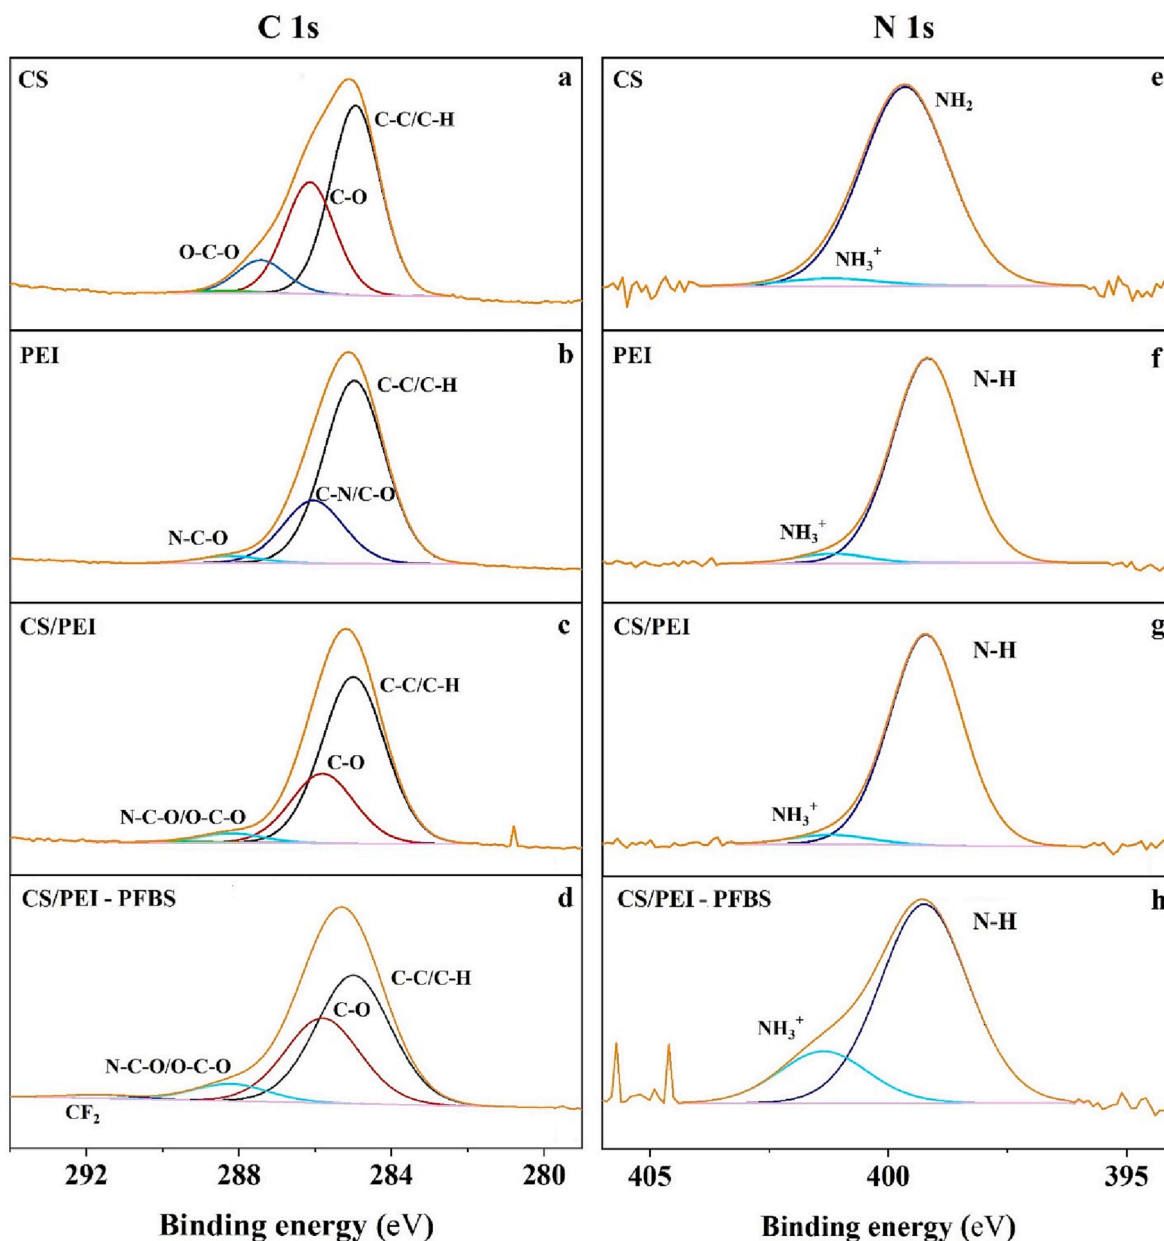 C 1s
N 1s
CS
a
C-C/C-H
C-O
O-C-O
CS
e
NH₂
NH₃⁺
PEI
b
C-C/C-H
C-N/C-O
N-C-O
PEI
f
N-H
NH₃⁺
CS/PEI
c
C-C/C-H
C-O
N-C-O/O-C-O
CS/PEI
g
N-H
NH₃⁺
CS/PEI - PFBS
d
C-C/C-H
C-O
N-C-O/O-C-O
CF₂
CS/PEI - PFBS
h
N-H
NH₃⁺
292 288 284 280
405 400 395
Binding energy (eV)
Binding energy (eV)